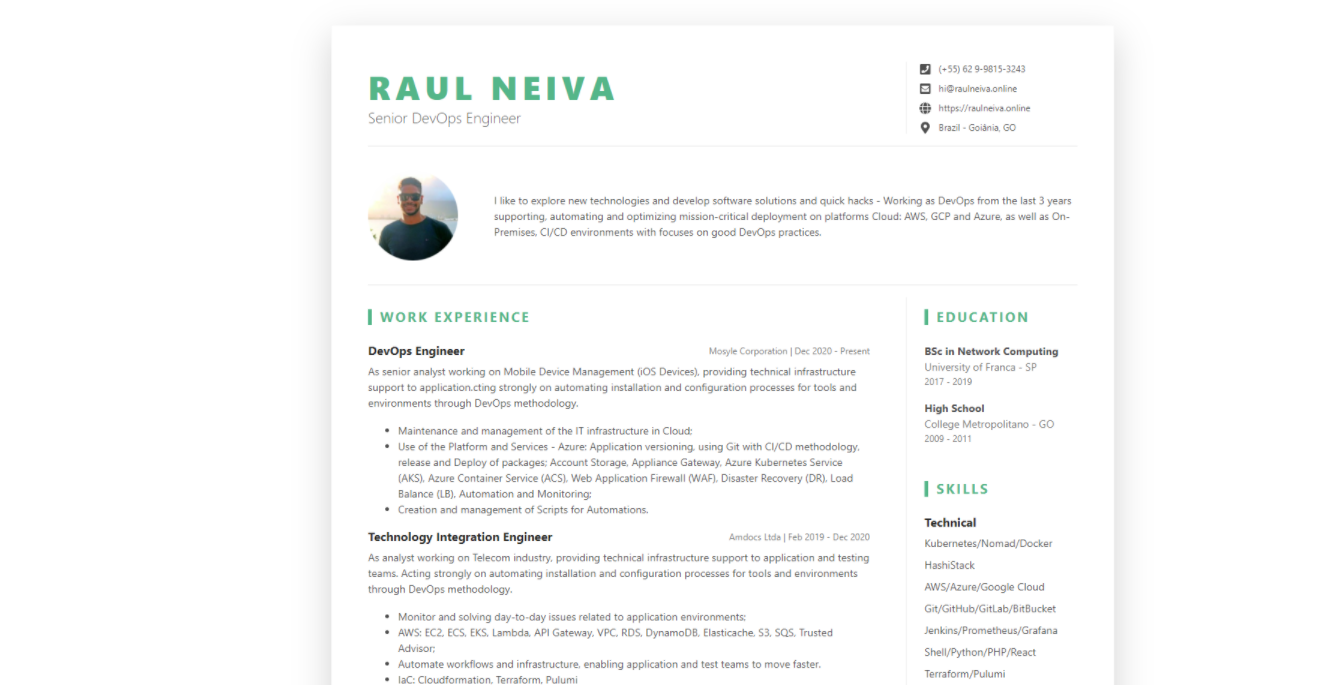 RAUL NEIVA
Senior DevOps Engineer
(+55) 62 9-9815-3243
hi@raulneiva.online
https://raulneiva.online
Brazil - Goiânia, GO
I like to explore new technologies and develop software solutions and quick hacks - Working as DevOps from the last 3 years
supporting, automating and optimizing mission-critical deployment on platforms Cloud: AWS, GCP and Azure, as well as On-
Premises, CI/CD environments with focuses on good DevOps practices.
WORK EXPERIENCE
DevOps Engineer
Mosyle Corporation | Dec 2020 - Present
As senior analyst working on Mobile Device Management (iOS Devices), providing technical infrastructure
support to application.cting strongly on automating installation and configuration processes for tools and
environments through DevOps methodology.
• Maintenance and management of the IT infrastructure in Cloud;
• Use of the Platform and Services - Azure: Application versioning, using Git with CI/CD methodology,
release and Deploy of packages; Account Storage, Appliance Gateway, Azure Kubernetes Service
(AKS), Azure Container Service (ACS), Web Application Firewall (WAF), Disaster Recovery (DR), Load
Balance (LB), Automation and Monitoring;
• Creation and management of Scripts for Automations.
Technology Integration Engineer
Amdocs Ltda | Feb 2019 - Dec 2020
As analyst working on Telecom industry, providing technical infrastructure support to application and testing
teams. Acting strongly on automating installation and configuration processes for tools and environments
through DevOps methodology.
• Monitor and solving day-to-day issues related to application environments;
• AWS: EC2, ECS, EKS, Lambda, API Gateway, VPC, RDS, DynamoDB, Elasticache, S3, SQS, Trusted
Advisor;
• Automate workflows and infrastructure, enabling application and test teams to move faster.
• IaC: Cloudformation, Terraform, Pulumi
EDUCATION
BSc in Network Computing
University of Franca - SP
2017 - 2019
High School
College Metropolitano - GO
2009 - 2011
SKILLS
Technical
Kubernetes/Nomad/Docker
HashiStack
AWS/Azure/Google Cloud
Git/GitHub/GitLab/BitBucket
Jenkins/Prometheus/Grafana
Shell/Python/PHP/React
Terraform/Pulumi